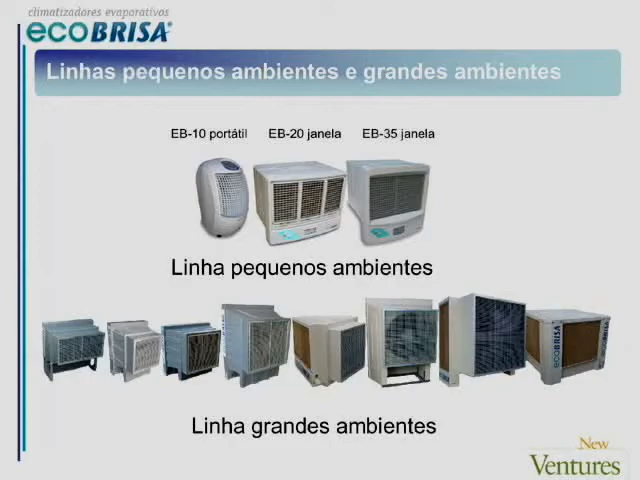 climatizadores evaporativos
ecoBRISA®
Linhas pequenos ambientes e grandes ambientes
EB-10 portátil EB-20 janela EB-35 janela
Linha pequenos ambientes
ecoBRISA
Linha grandes ambientes
New
Ventures